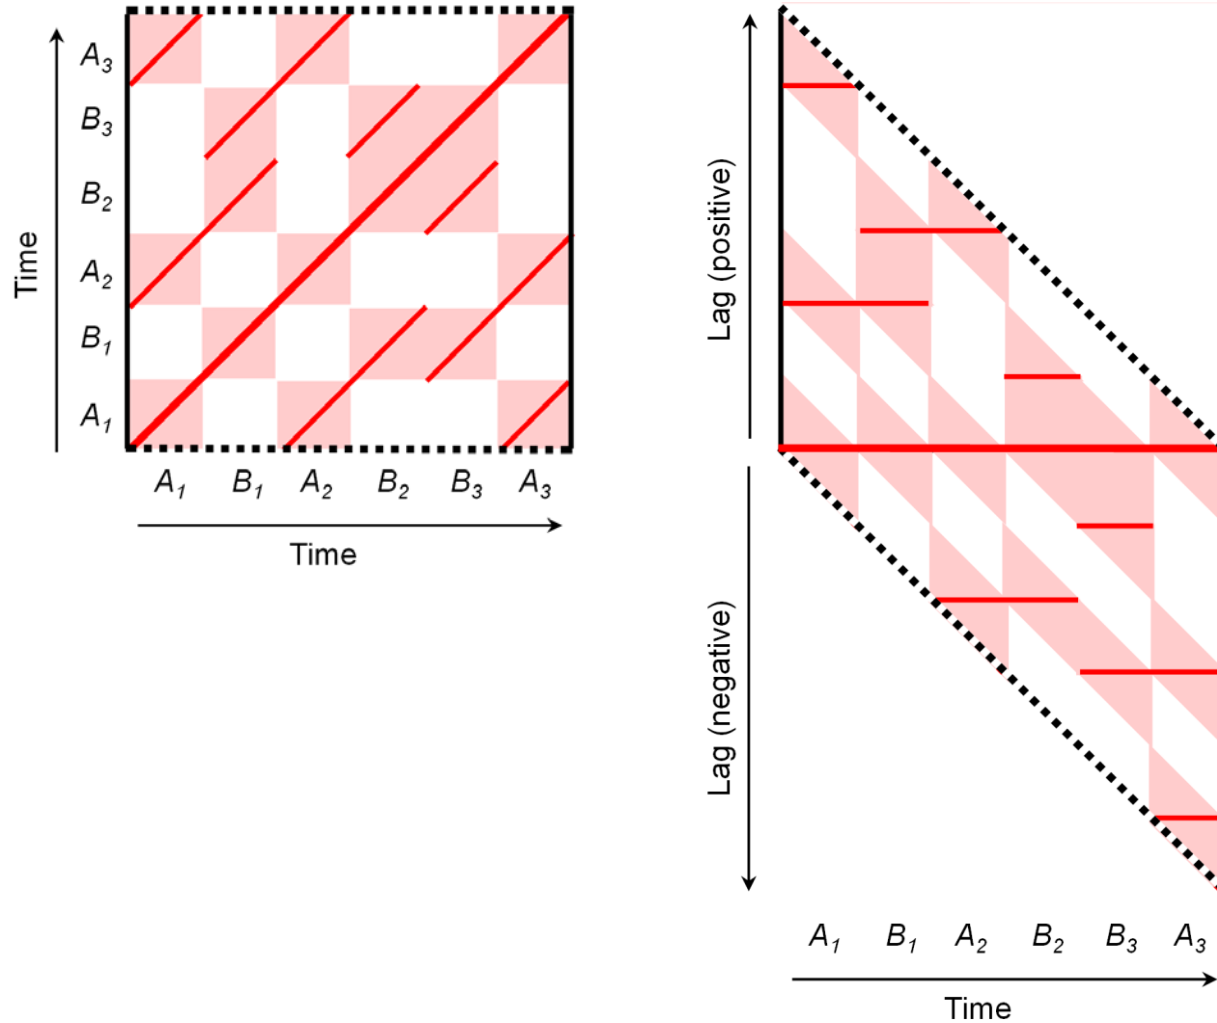 A3
B3
B2
A2
B1
A1
Time
A1 B1 A2 B2 B3 A3
Time
Lag (positive)
Lag (negative)
A1 B1 A2 B2 B3 A3
Time